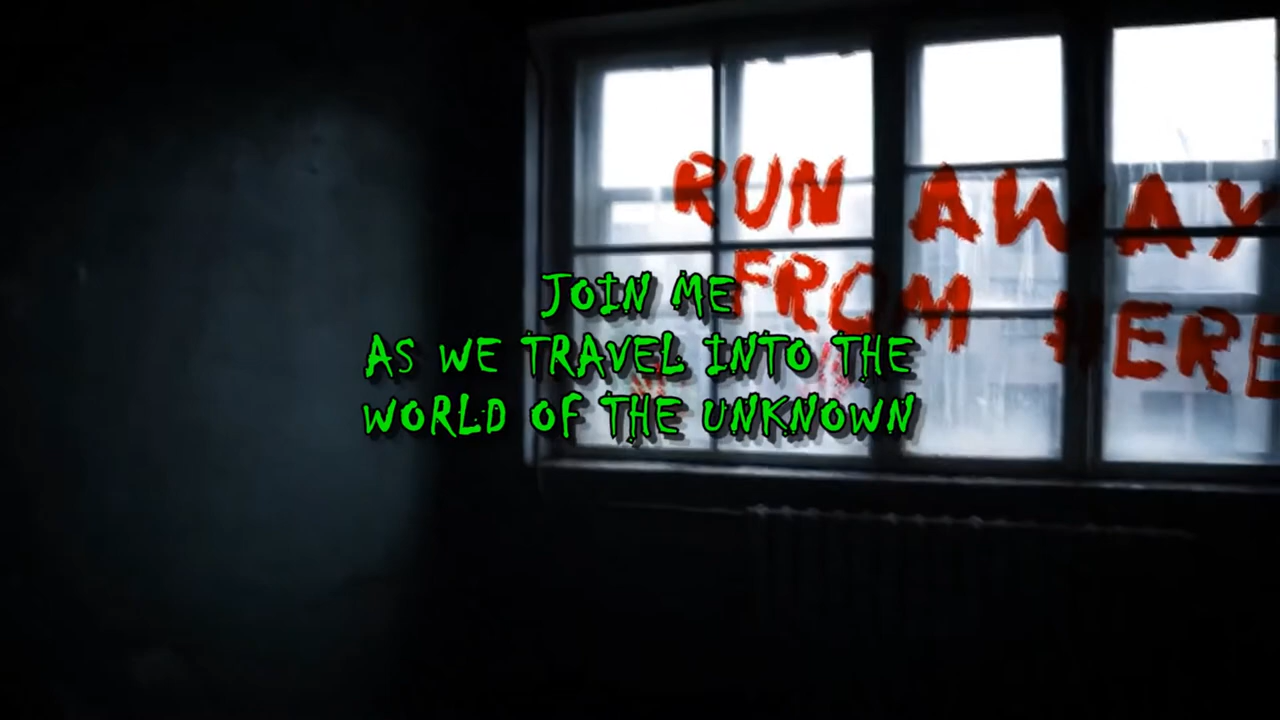 RUN AWAY
FROM HERE
JOIN ME
AS WE TRAVEL INTO THE
WORLD OF THE UNKNOWN